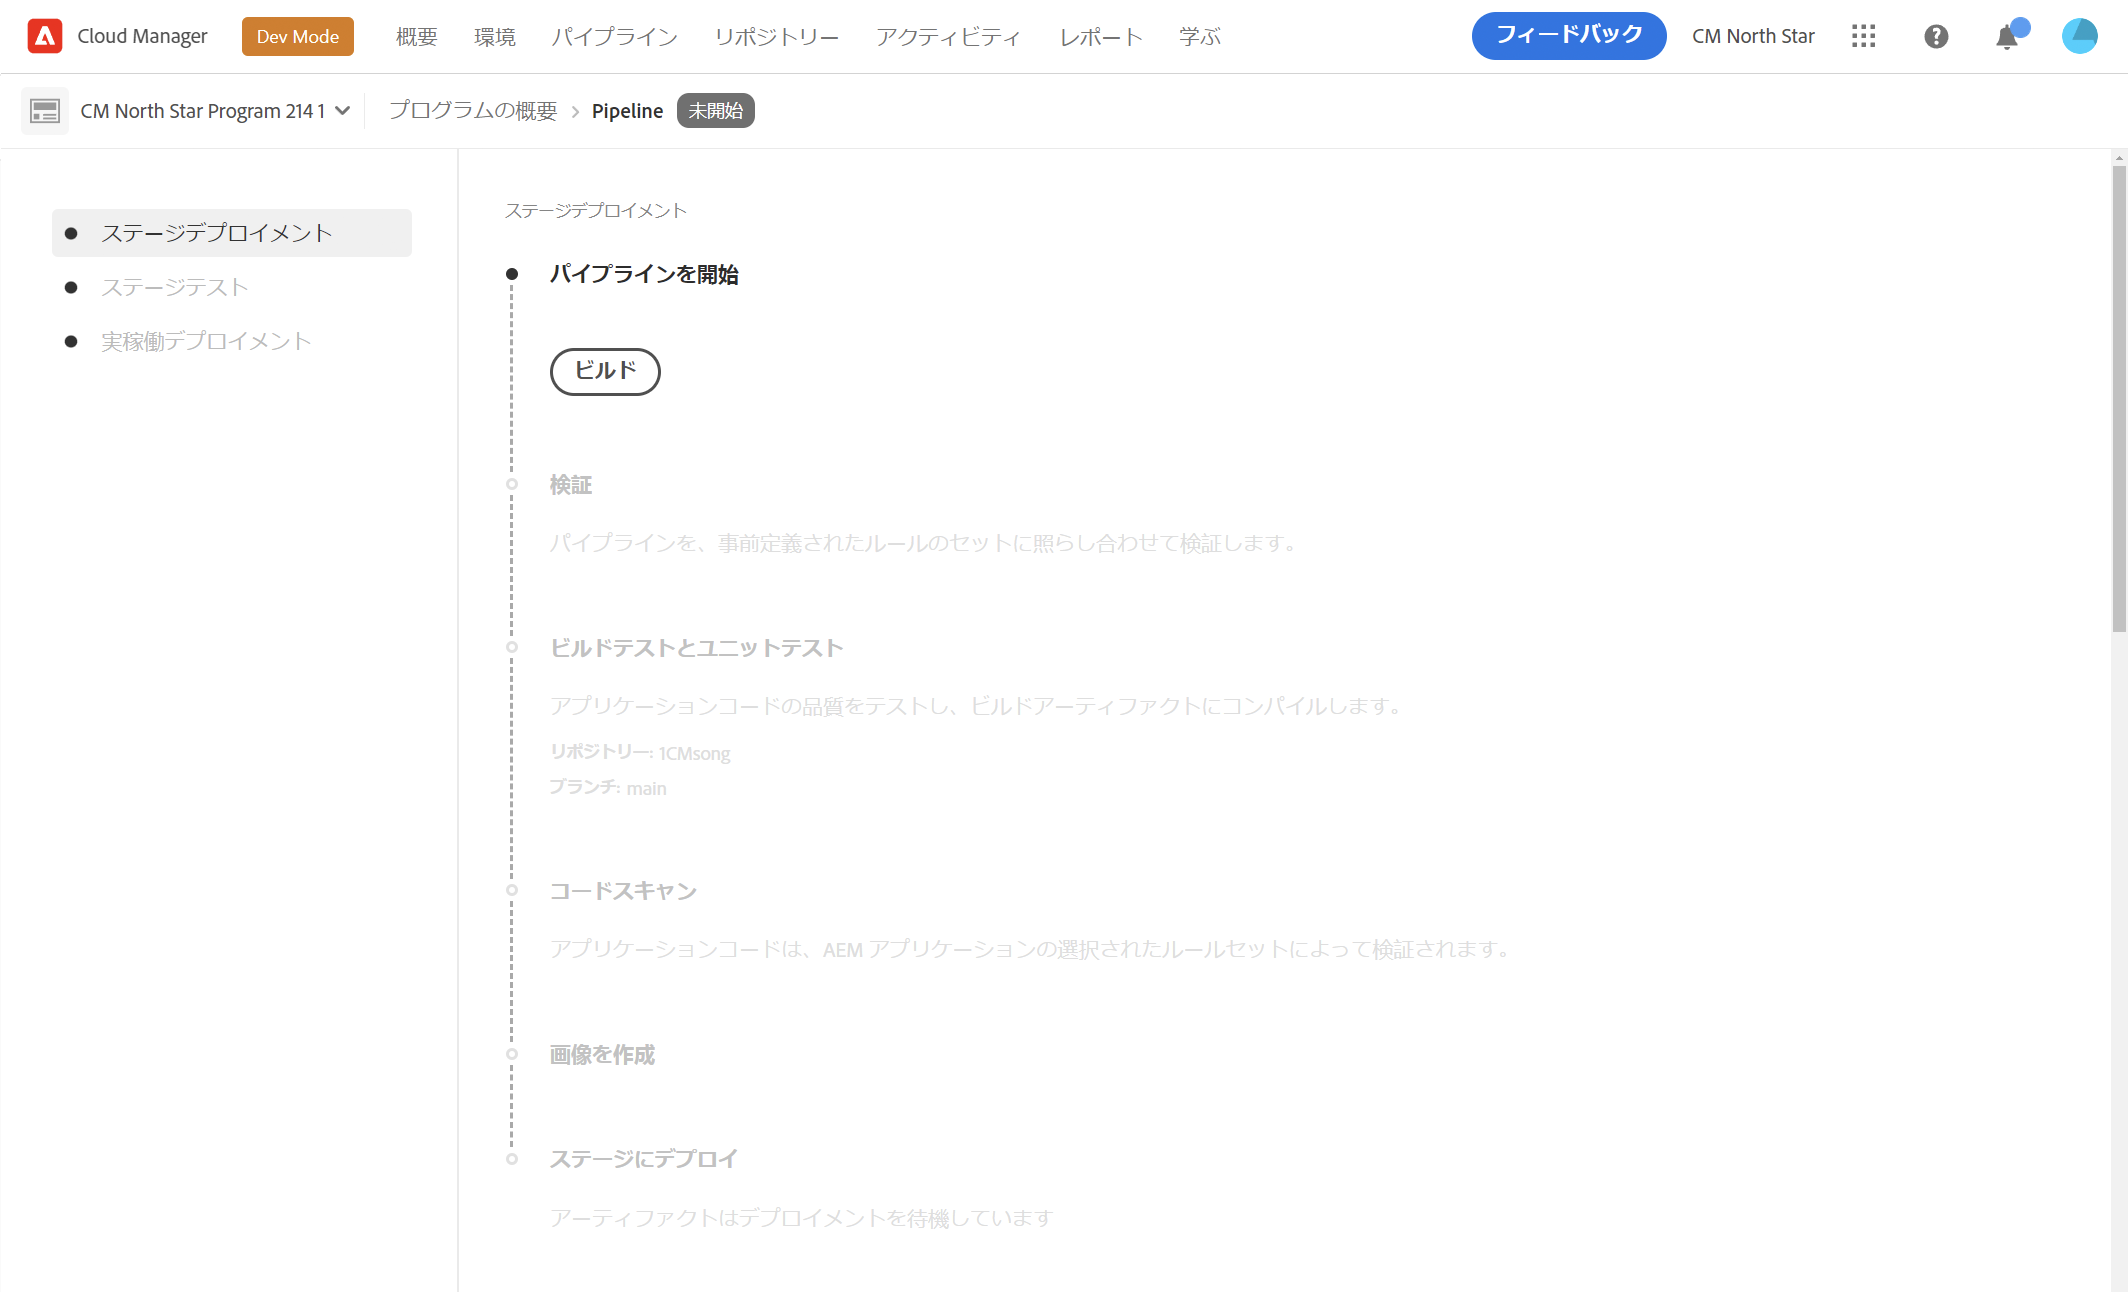 Cloud Manager Dev Mode 概要 環境 パイプライン リポジトリー アクティビティ レポート 学ぶ フィードバック CM North Star
CM North Star Program 214 1 プログラムの概要 Pipeline 未開始
ステージデプロイメント
ステージテスト
実稼働デプロイメント
ステージデプロイメント
パイプラインを開始
ビルド
検証
パイプラインを、事前定義されたルールのセットに照らし合わせて検証します。
ビルドテストとユニットテスト
アプリケーションコードの品質をテストし、ビルドアーティファクトにコンパイルします。
リポジトリー: 1CMsong
ブランチ: main
コードスキャン
アプリケーションコードは、AEM アプリケーションの選択されたルールセットによって検証されます。
画像を作成
ステージにデプロイ
アーティファクトはデプロイメントを待機しています